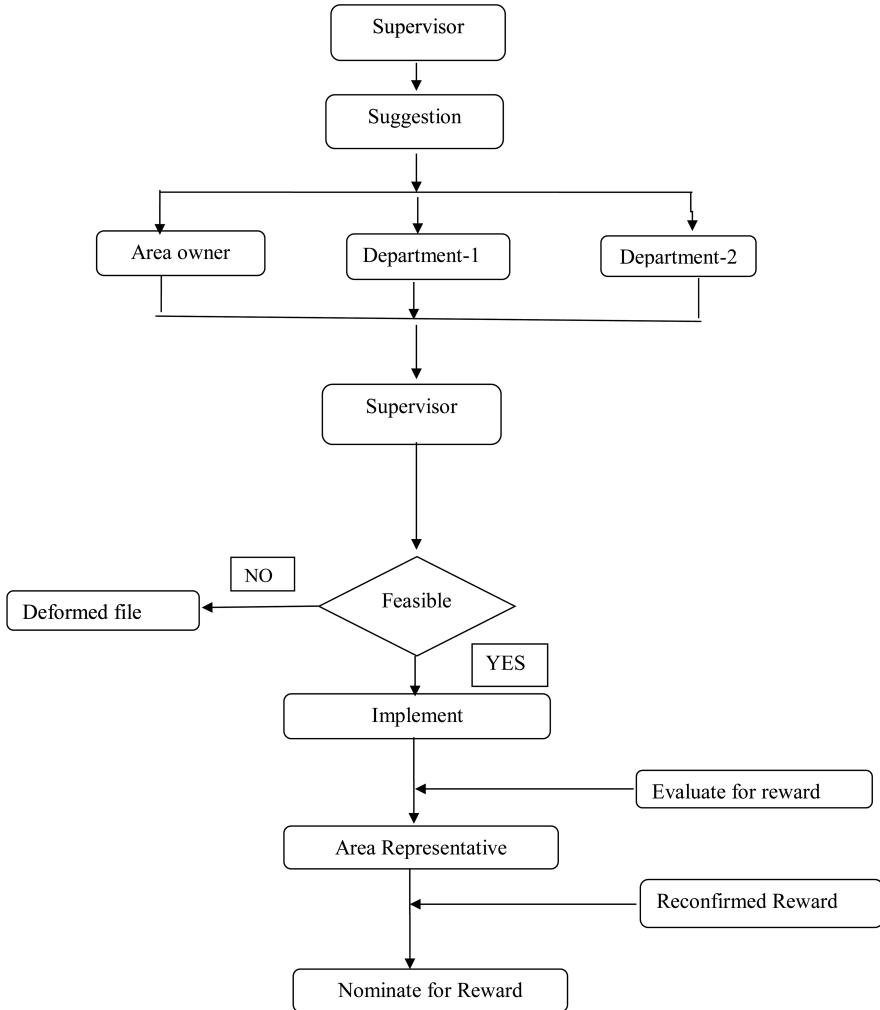 Supervisor
Suggestion
Area owner
Department-1
Department-2
Supervisor
NO
Feasible
Deformed file
YES
Implement
Evaluate for reward
Area Representative
Reconfirmed Reward
Nominate for Reward